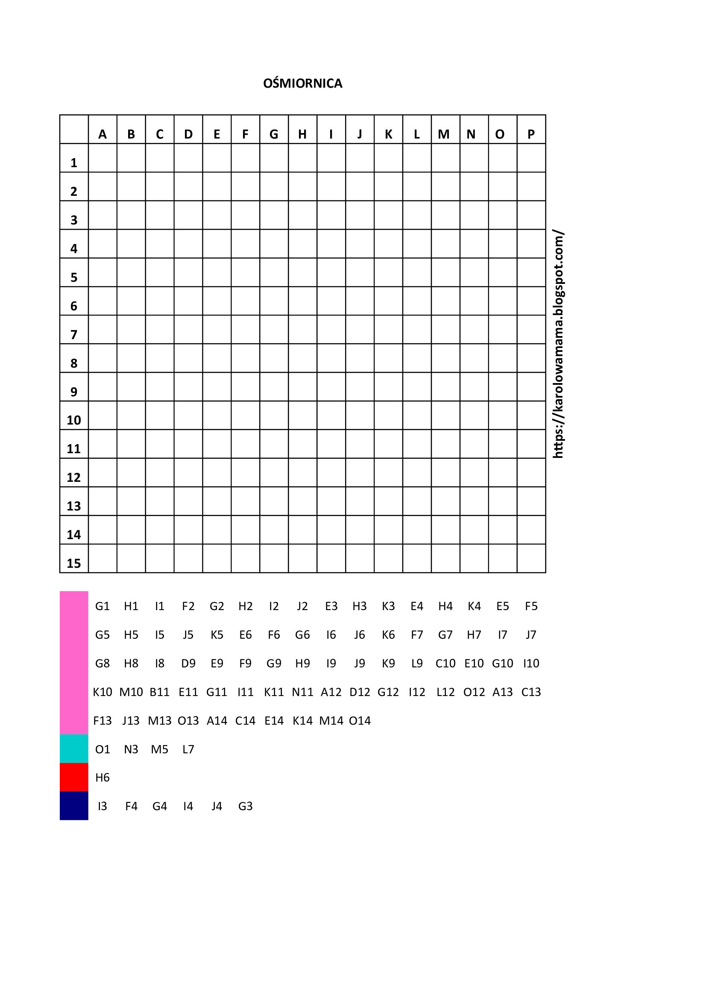 OŚMIORNICA
A B C D E F G H I J K L M N O P
1
2
3
4
5
6
7
8
9
10
11
12
13
14
15
https://karolowamama.blogspot.com/
G1 H1 I1 F2 G2 H2 I2 J2 E3 H3 K3 E4 H4 K4 E5 F5
G5 H5 I5 J5 K5 E6 F6 G6 I6 J6 K6 F7 G7 H7 I7 J7
G8 H8 I8 D9 E9 F9 G9 H9 I9 J9 K9 L9 C10 E10 G10 I10
K10 M10 B11 E11 G11 I11 K11 N11 A12 D12 G12 I12 L12 O12 A13 C13
F13 J13 M13 O13 A14 C14 E14 K14 M14 O14
O1 N3 M5 L7
H6
I3 F4 G4 I4 J4 G3